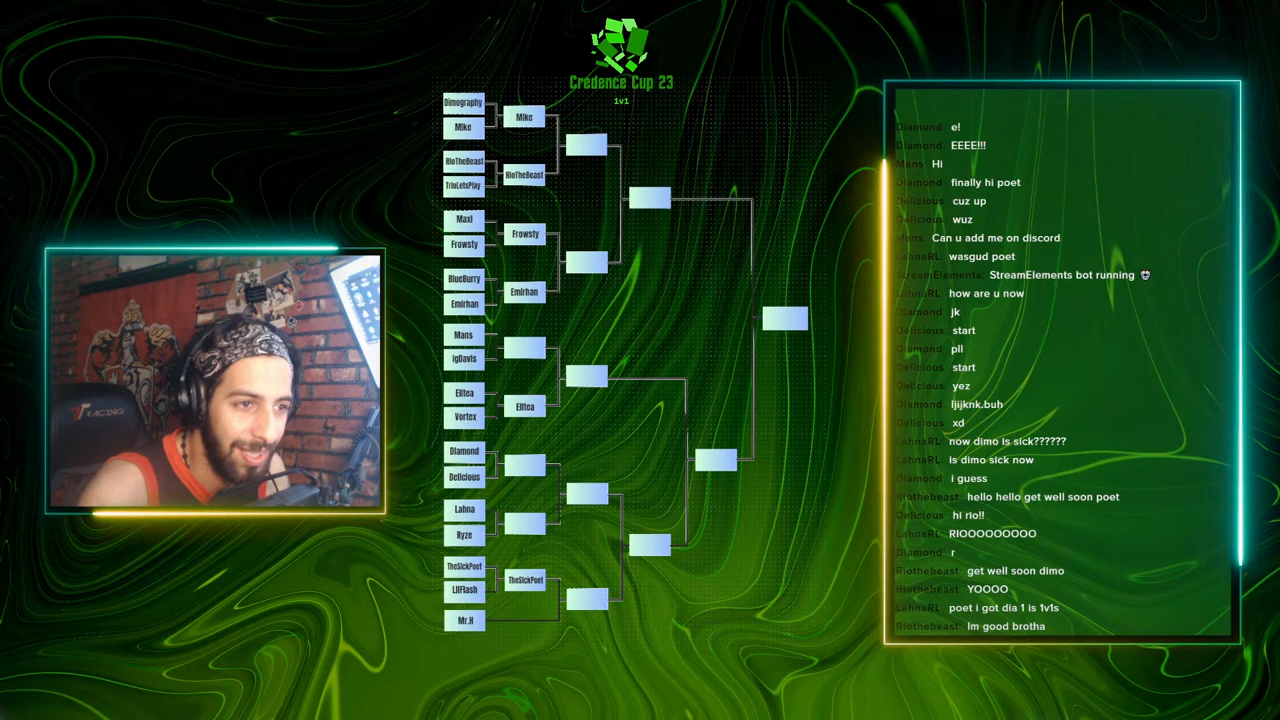 Credence Cup 23
1v1
Dimography
Mike
RioTheBeast
TrioLetsPlay
Maxi
Frowsty
BlueBurry
Emirhan
Mans
IgDavis
Elitea
Vortex
Diamond
Delicious
Lahna
Ryze
TheSickPoet
LilFlash
Mr.H
Mike
RioTheBeast
Frowsty
Emirhan
Elitea
TheSickPoet
RACING
Diamond: e!
Diamond: EEEE!!!
Mans: Hi
Diamond: finally hi poet
Delicious: cuz up
Delicious: wuz
Mans: Can u add me on discord
LahnaRL: wasgud poet
StreamElements: StreamElements bot running
LahnaRL: how are u now
Diamond: jk
Delicious: start
Diamond: pll
Delicious: start
Delicious: yez
Diamond: ljijknk.buh
Delicious: xd
LahnaRL: now dimo is sick??????
LahnaRL: is dimo sick now
Diamond: i guess
Riothebeast: hello hello get well soon poet
Delicious: hi rio!!
LahnaRL: RIOOOOOOOOO
Diamond: r
Riothebeast: get well soon dimo
Riothebeast: YOOOO
LahnaRL: poet i got dia 1 is 1v1s
Riothebeast: Im good brotha